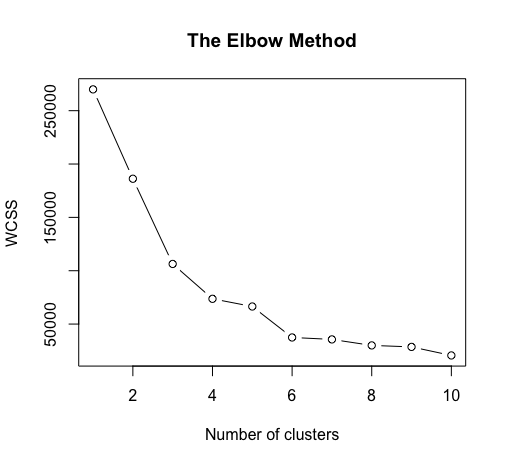 The Elbow Method
250000
150000
50000
WCSS
2 4 6 8 10
Number of clusters